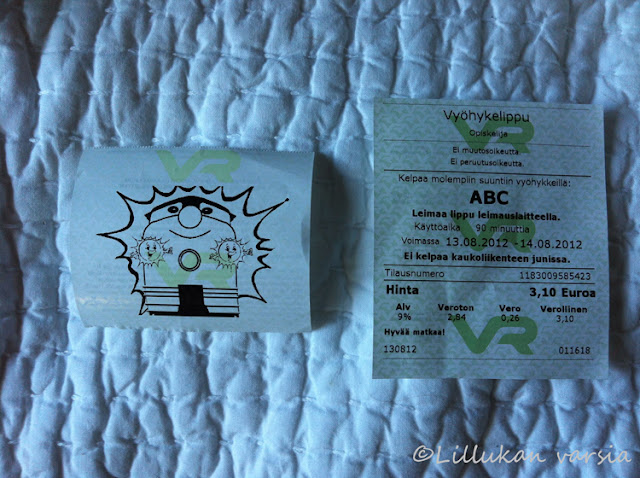 VR
VR
VR
Vyöhykelippu
Opiskelija
Ei muutosoikeutta
Ei peruutusoikeutta.
Kelpaa molempiin suuntiin vyöhykkeillä:
ABC
Leimaa lippu leimauslaitteella.
Käyttöaika 90 minuuttia
Voimassa 13.08.2012 -14.08.2012
Ei kelpaa kaukoliikenteen junissa.
Tilausnumero 1183009585423
Hinta 3,10 Euroa
Alv Veroton Vero Verollinen
9% 2,84 0,26 3,10
Hyvää matkaa!
VR
130812 011618
©Lillukan varsia